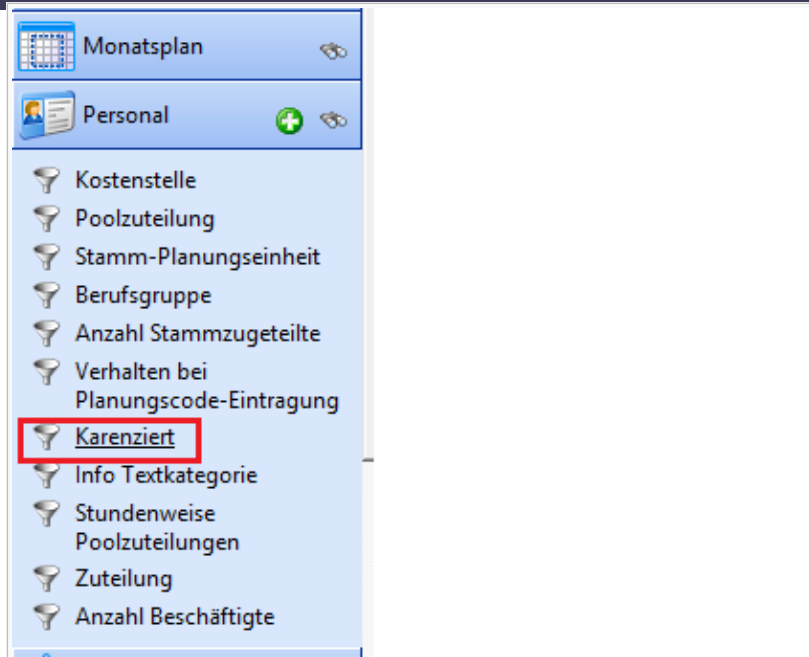 Monatsplan
Personal
Kostenstelle
Poolzuteilung
Stamm-Planungseinheit
Berufsgruppe
Anzahl Stammzugeteilte
Verhalten bei
Planungscode-Eintragung
Karenziert
Info Textkategorie
Stundenweise
Poolzuteilungen
Zuteilung
Anzahl Beschäftigte